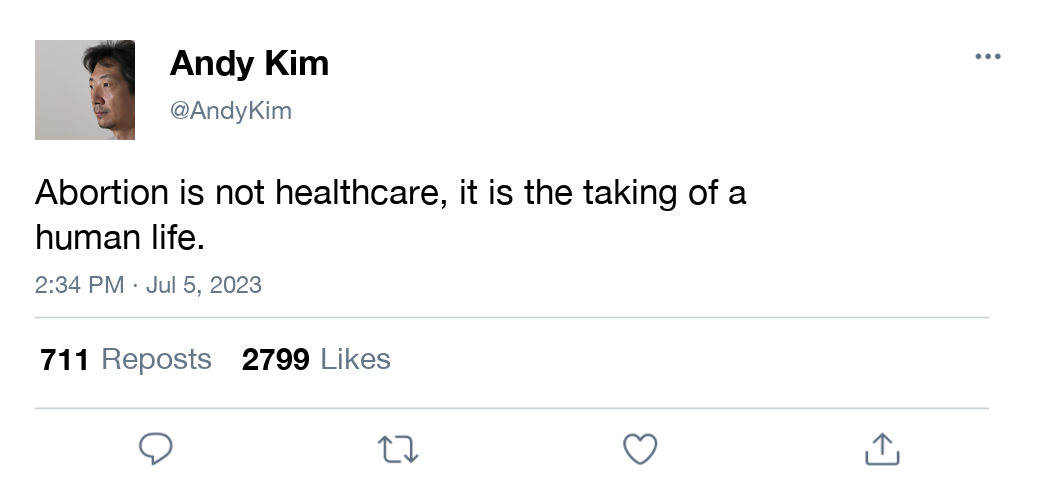 Andy Kim
@AndyKim
Abortion is not healthcare, it is the taking of a
human life.
2:34 PM · Jul 5, 2023
711 Reposts 2799 Likes